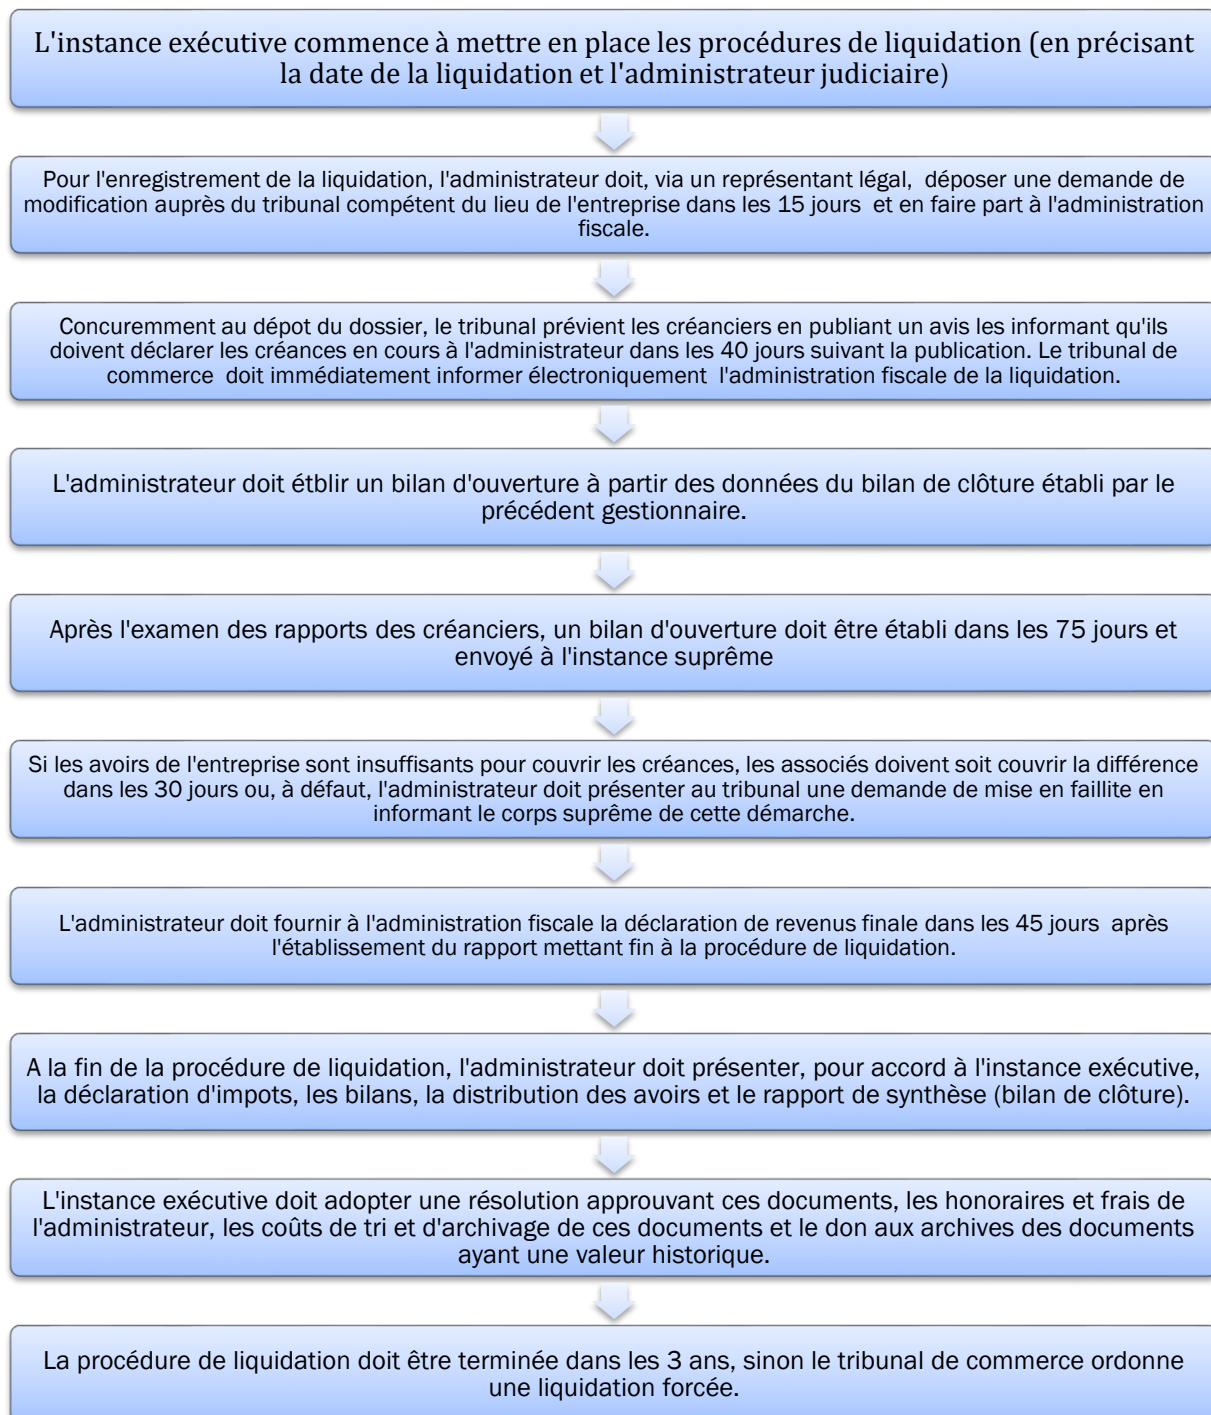 L'instance exécutive commence à mettre en place les procédures de liquidation (en précisant
la date de la liquidation et l'administrateur judiciaire)
Pour l'enregistrement de la liquidation, l'administrateur doit, via un représentant légal, déposer une demande de
modification auprès du tribunal compétent du lieu de l'entreprise dans les 15 jours et en faire part à l'administration
fiscale.
Concuremment au dépot du dossier, le tribunal prévient les créanciers en publiant un avis les informant qu'ils
doivent déclarer les créances en cours à l'administrateur dans les 40 jours suivant la publication. Le tribunal de
commerce doit immédiatement informer électroniquement l'administration fiscale de la liquidation.
L'administrateur doit étblir un bilan d'ouverture à partir des données du bilan de clôture établi par le
précédent gestionnaire.
Après l'examen des rapports des créanciers, un bilan d'ouverture doit être établi dans les 75 jours et
envoyé à l'instance suprême
Si les avoirs de l'entreprise sont insuffisants pour couvrir les créances, les associés doivent soit couvrir la différence
dans les 30 jours ou, à défaut, l'administrateur doit présenter au tribunal une demande de mise en faillite en
informant le corps suprême de cette démarche.
L'administrateur doit fournir à l'administration fiscale la déclaration de revenus finale dans les 45 jours après
l'établissement du rapport mettant fin à la procédure de liquidation.
A la fin de la procédure de liquidation, l'administrateur doit présenter, pour accord à l'instance exécutive,
la déclaration d'impots, les bilans, la distribution des avoirs et le rapport de synthèse (bilan de clôture).
L'instance exécutive doit adopter une résolution approuvant ces documents, les honoraires et frais de
l'administrateur, les coûts de tri et d'archivage de ces documents et le don aux archives des documents
ayant une valeur historique.
La procédure de liquidation doit être terminée dans les 3 ans, sinon le tribunal de commerce ordonne
une liquidation forcée.